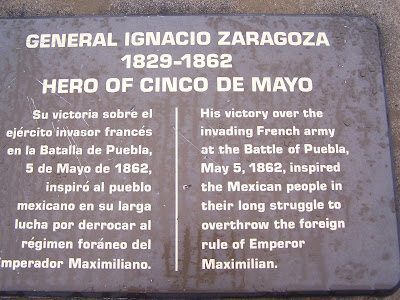 GENERAL IGNACIO ZARAGOZA
1829-1862
HERO OF CINCO DE MAYO
Su victoria sobre el
ejército invasor francés
en la Batalla de Puebla,
5 de Mayo de 1862,
inspiró al pueblo
mexicano en su larga
lucha por derrocar al
régimen foráneo del
Emperador Maximiliano.
His victory over the
invading French army
at the Battle of Puebla,
May 5, 1862, inspired
the Mexican people in
their long struggle to
overthrow the foreign
rule of Emperor
Maximilian.